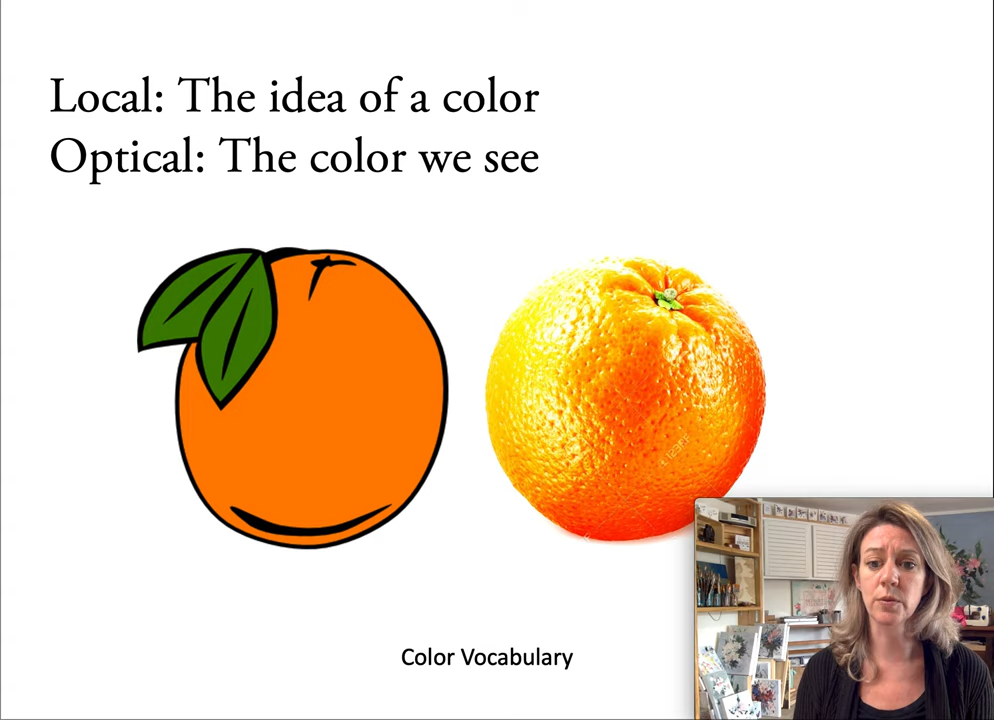 Local: The idea of a color
Optical: The color we see
Color Vocabulary